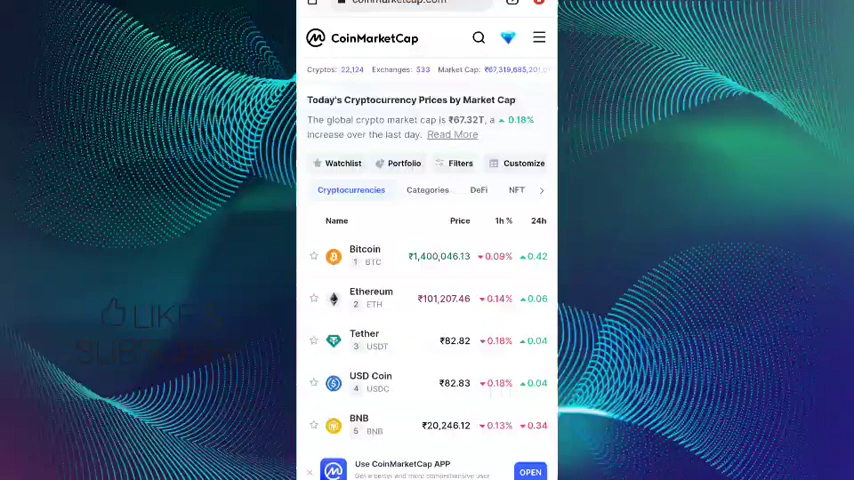 coinmarketcap.com
CoinMarketCap
Cryptos: 22,124 Exchanges: 533 Market Cap: ₹67,319,685,201,01
Today's Cryptocurrency Prices by Market Cap
The global crypto market cap is ₹67.32T, a ▲ 0.18%
increase over the last day. Read More
Watchlist Portfolio Filters Customize
Cryptocurrencies Categories DeFi NFT
Name Price 1h % 24h
Bitcoin
1 BTC ₹1,400,046.13 ▼0.09% ▲0.42
Ethereum
2 ETH ₹101,207.46 ▼0.14% ▲0.06
Tether
3 USDT ₹82.82 ▼0.16% ▲0.04
USD Coin
4 USDC ₹82.83 ▼0.18% ▲0.04
BNB
5 BNB ₹20,246.12 ▼0.13% ▼0.34
Use CoinMarketCap APP
OPEN
LIKE &
SUBSCRIBE